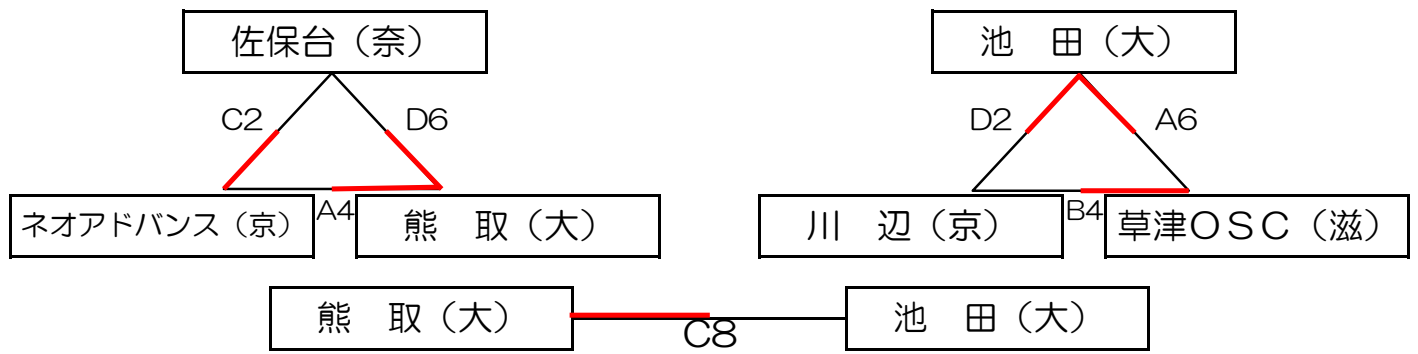 佐保台（奈）
池　田（大）
C2
D6
D2
A6
ネオアドバンス（京）
A4
熊　取（大）
川　辺（京）
B4
草津ＯＳＣ（滋）
熊　取（大）
C8
池　田（大）